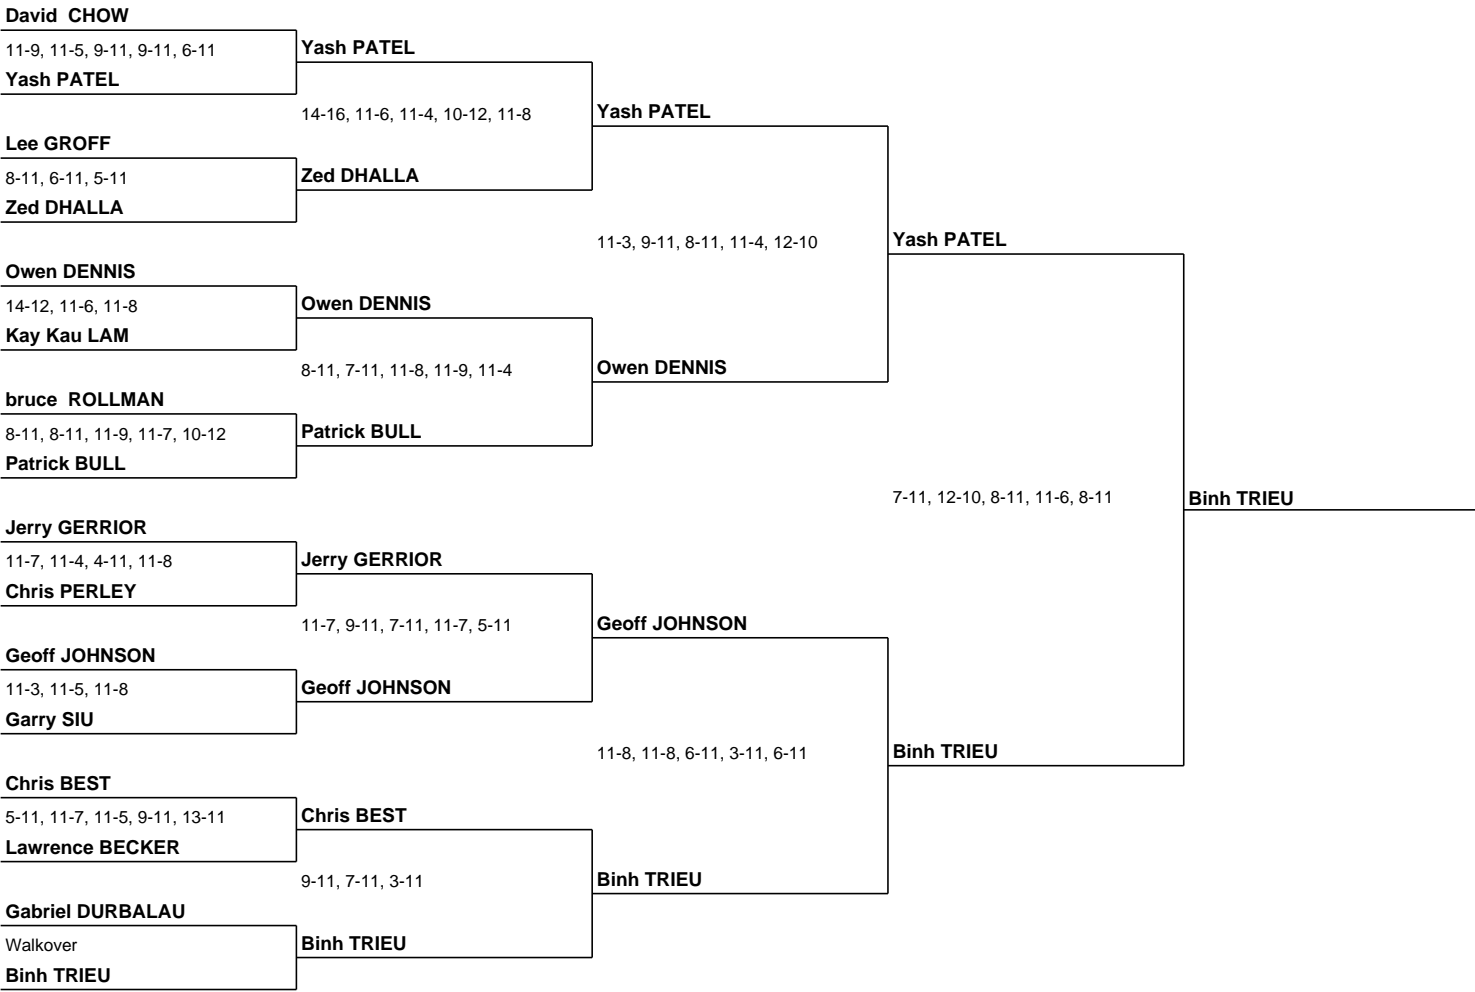 David  CHOW
11-9, 11-5, 9-11, 9-11, 6-11
Yash PATEL
Lee GROFF
8-11, 6-11, 5-11
Zed DHALLA
Owen DENNIS
14-12, 11-6, 11-8
Kay Kau LAM
bruce  ROLLMAN
8-11, 8-11, 11-9, 11-7, 10-12
Patrick BULL
Jerry GERRIOR
11-7, 11-4, 4-11, 11-8
Chris PERLEY
Geoff JOHNSON
11-3, 11-5, 11-8
Garry SIU
Chris BEST
5-11, 11-7, 11-5, 9-11, 13-11
Lawrence BECKER
Gabriel DURBALAU
Walkover
Binh TRIEU
Yash PATEL
14-16, 11-6, 11-4, 10-12, 11-8
Zed DHALLA
Owen DENNIS
8-11, 7-11, 11-8, 11-9, 11-4
Patrick BULL
Jerry GERRIOR
11-7, 9-11, 7-11, 11-7, 5-11
Geoff JOHNSON
Chris BEST
9-11, 7-11, 3-11
Binh TRIEU
Yash PATEL
11-3, 9-11, 8-11, 11-4, 12-10
Owen DENNIS
Geoff JOHNSON
11-8, 11-8, 6-11, 3-11, 6-11
Binh TRIEU
Yash PATEL
7-11, 12-10, 8-11, 11-6, 8-11
Binh TRIEU
Binh TRIEU